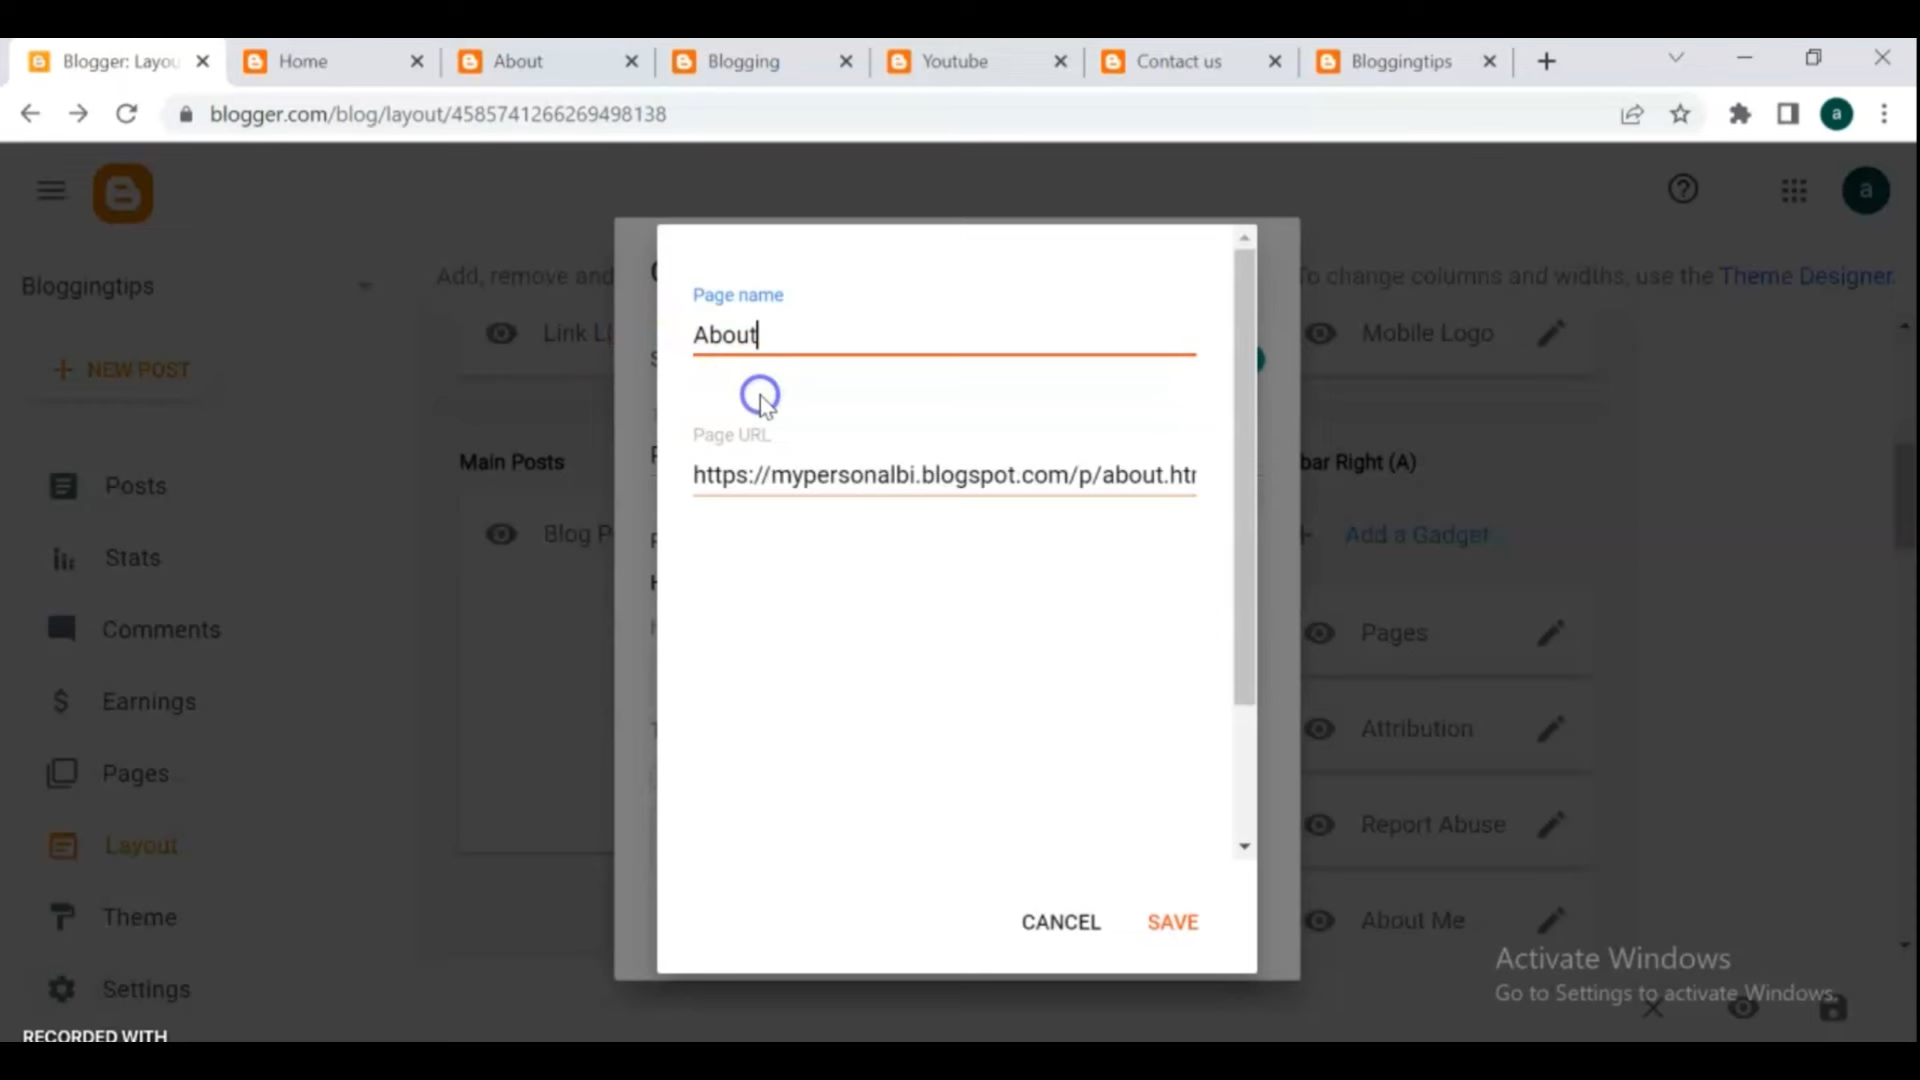 Blogger: Layou
Home
About
Blogging
Youtube
Contact us
Bloggingtips
blogger.com/blog/layout/4585741266269498138
a
a
Bloggingtips
Add, remove and
To change columns and widths, use the Theme Designer.
NEW POST
Posts
Stats
Comments
Earnings
Pages
Layout
Theme
Settings
Link Li
Mobile Logo
Main Posts
bar Right (A)
Blog P
Add a Gadget
Pages
Attribution
Report Abuse
About Me
Page name
About
Page URL
https://mypersonalbi.blogspot.com/p/about.htm
CANCEL
SAVE
Activate Windows
Go to Settings to activate Windows.
RECORDED WITH